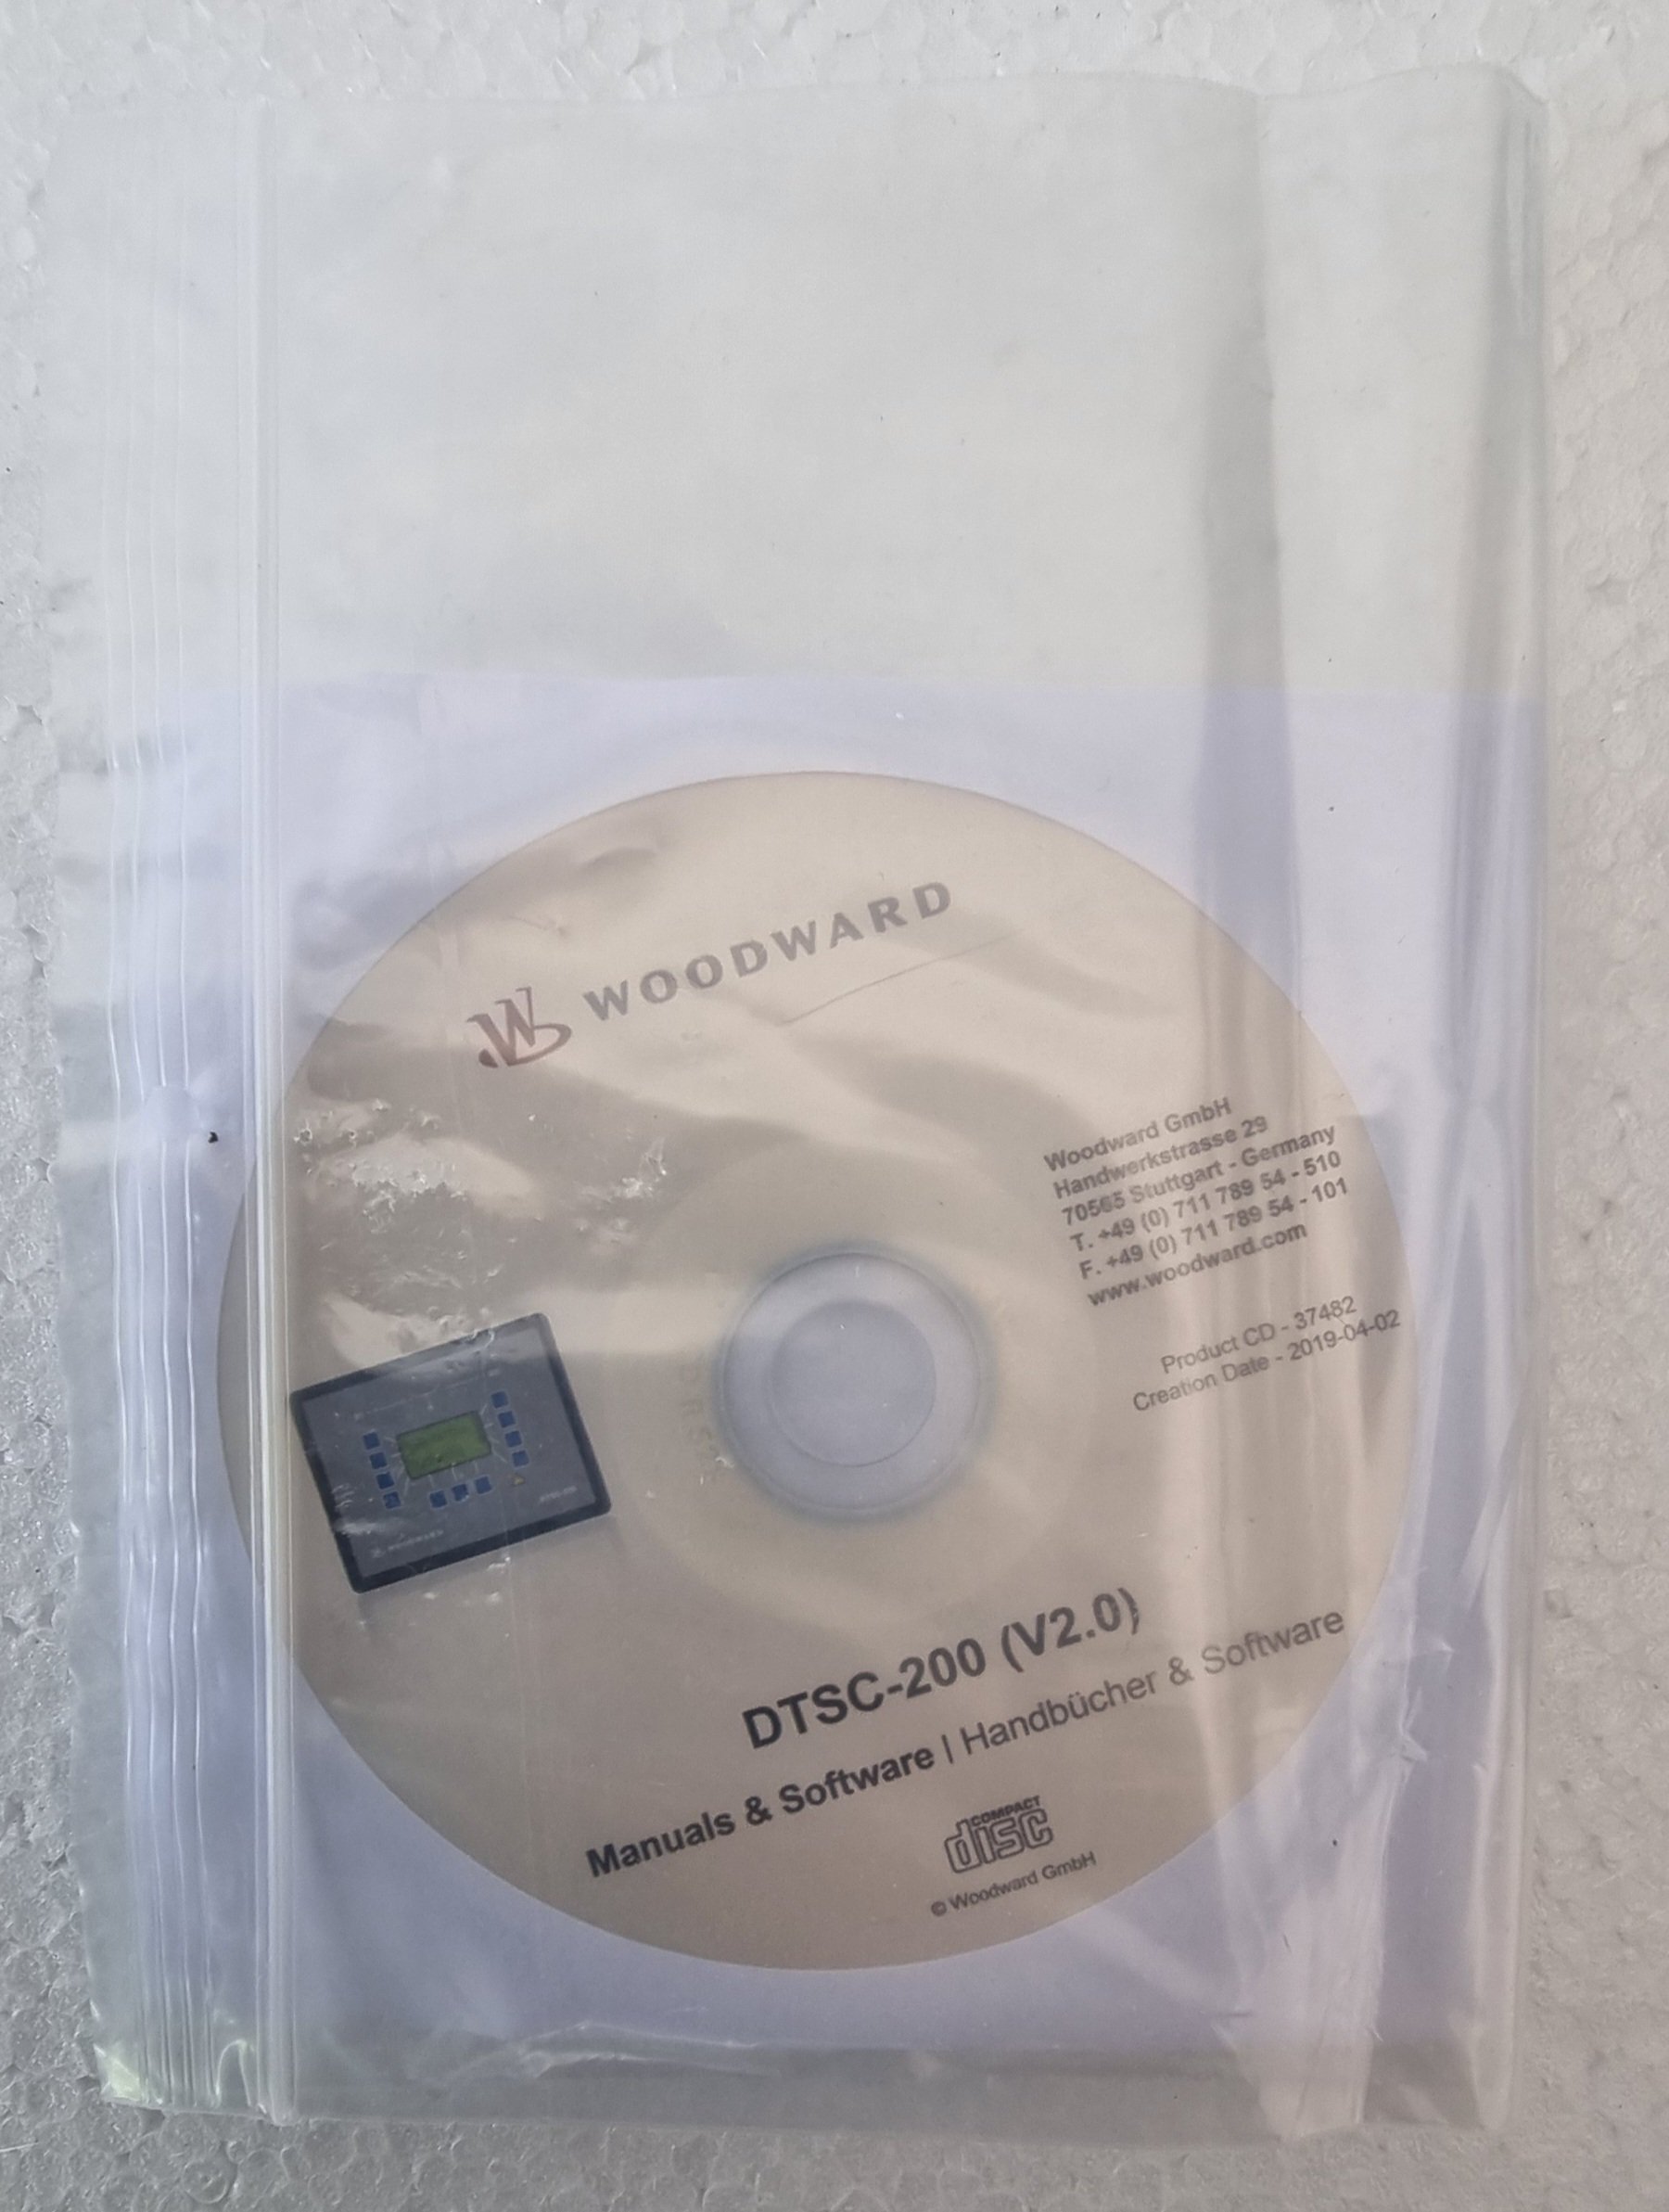 WOODWARD
Woodward GmbH
Handwerkstrasse 29
70565 Stuttgart - Germany
T. +49 (0) 711 789 54 - 510
F. +49 (0) 711 789 54 - 101
www.woodward.com
Product CD - 37482
Creation Date - 2019-04-02
DTSC-200 (V2.0)
Manuals & Software | Handbücher & Software
COMPACT
disc
© Woodward GmbH